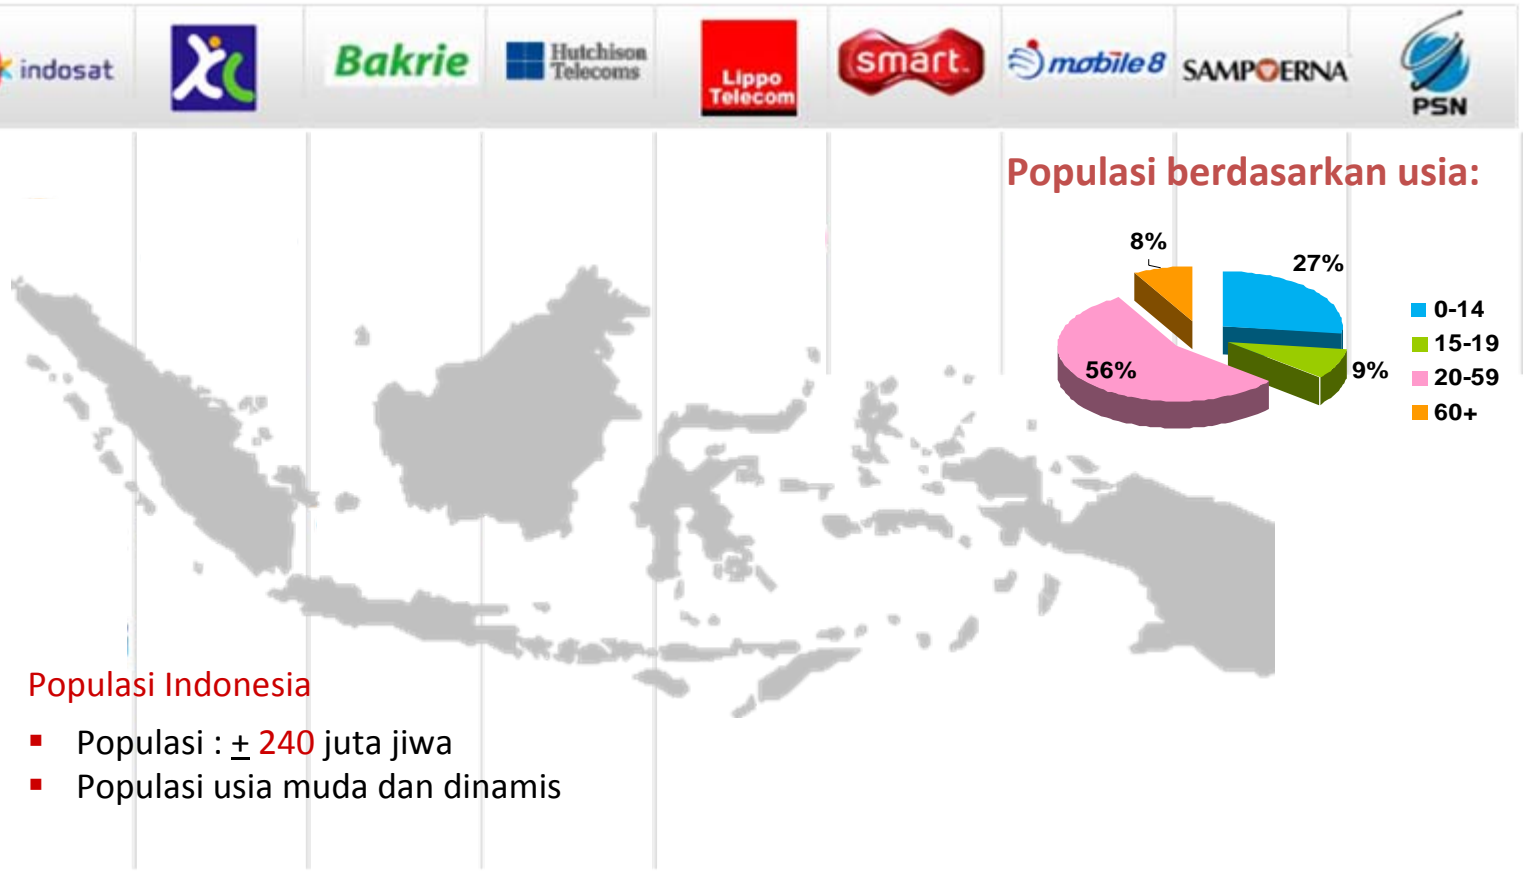 indosat
XL
Bakrie
Hutchison
Telecoms
Lippo
Telecom
smart.
mobile8
SAMPOERNA
PSN
Populasi berdasarkan usia:
8%
27%
56%
9%
0-14
15-19
20-59
60+
Populasi Indonesia
Populasi : ± 240 juta jiwa
Populasi usia muda dan dinamis